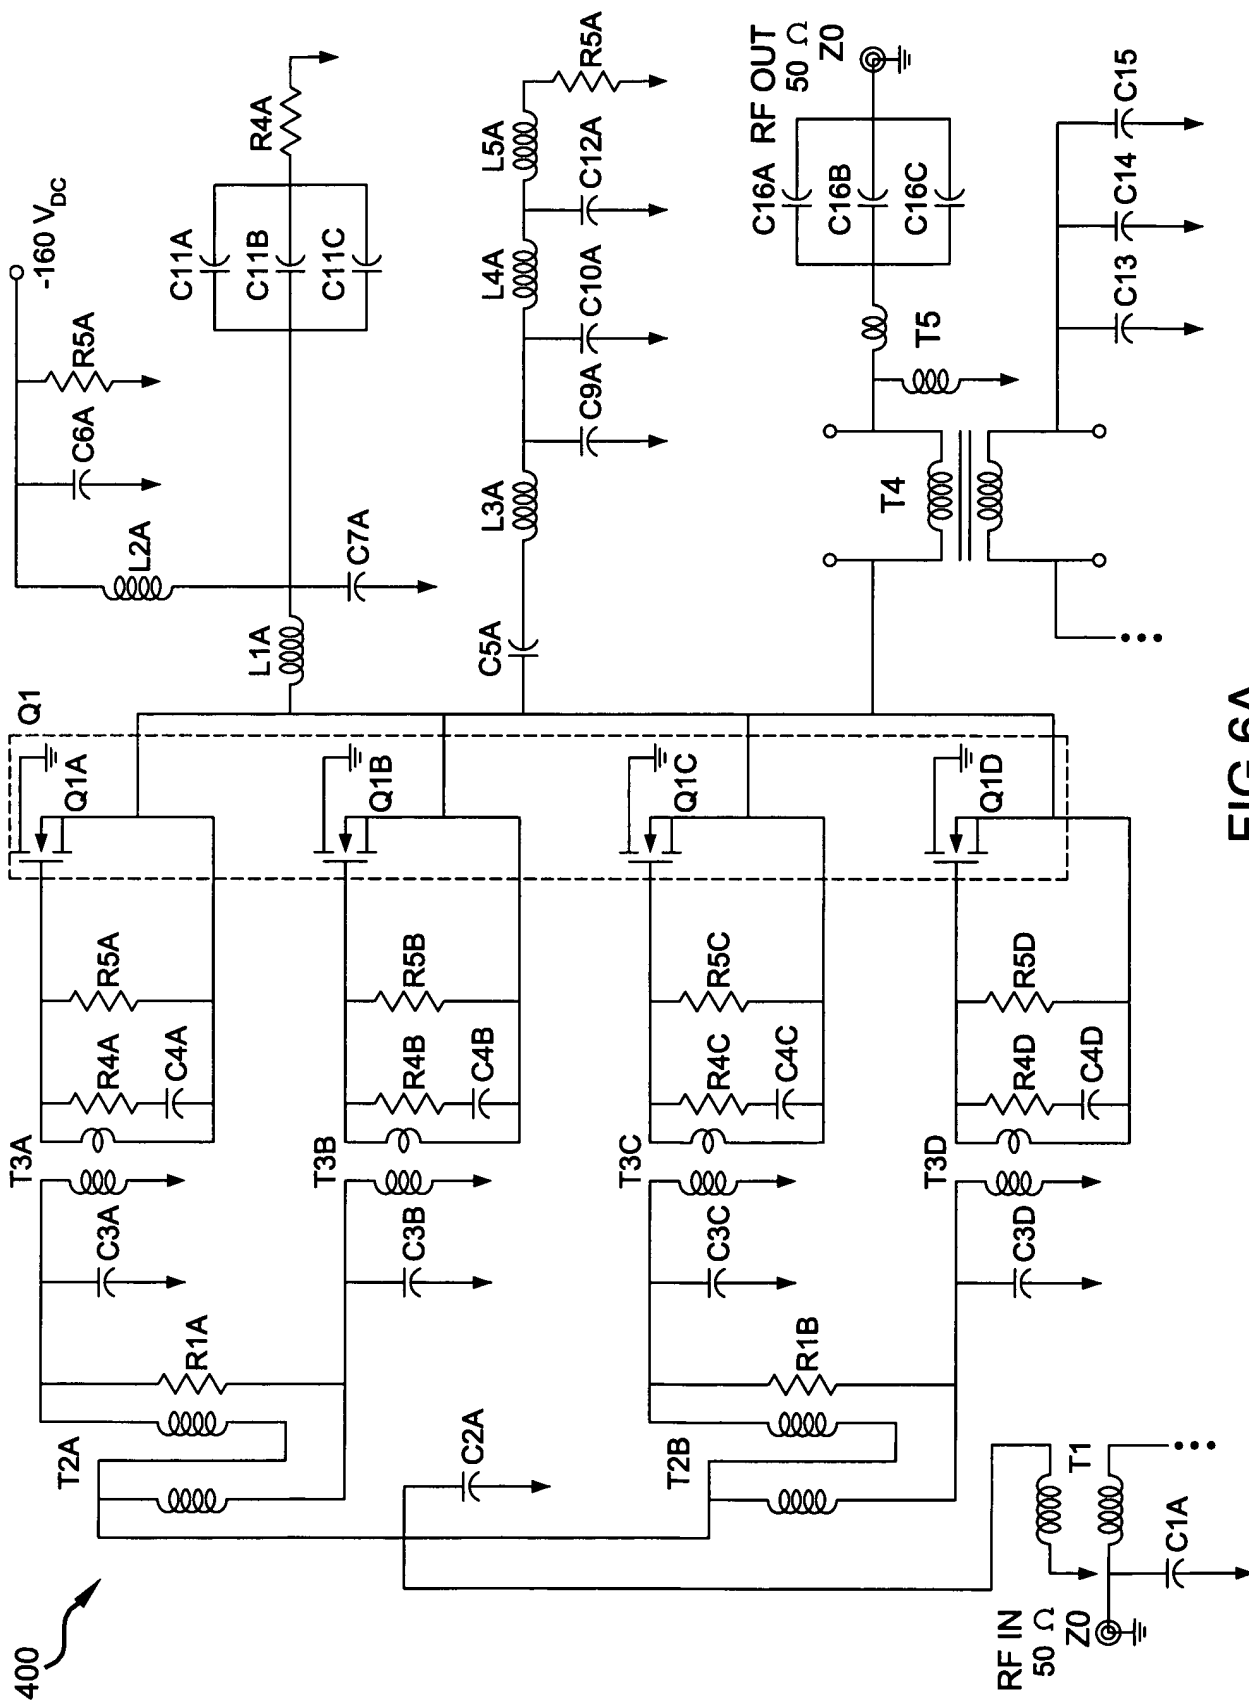 400
RF IN
50 Ω
Z0
C1A
T1
C2A
T2A
R1A
T2B
R1B
C3A
T3A
R4A
C4A
R5A
C3B
T3B
R4B
C4B
R5B
C3C
T3C
R4C
C4C
R5C
C3D
T3D
R4D
C4D
R5D
Q1
Q1A
Q1B
Q1C
Q1D
-160 VDC
L2A
C6A
R5A
L1A
C7A
C11A
C11B
C11C
R4A
C5A
L3A
C9A
C10A
L4A
C12A
L5A
R5A
T4
T5
C16A
C16B
C16C
RF OUT
50 Ω
Z0
C13
C14
C15
FIG.6A